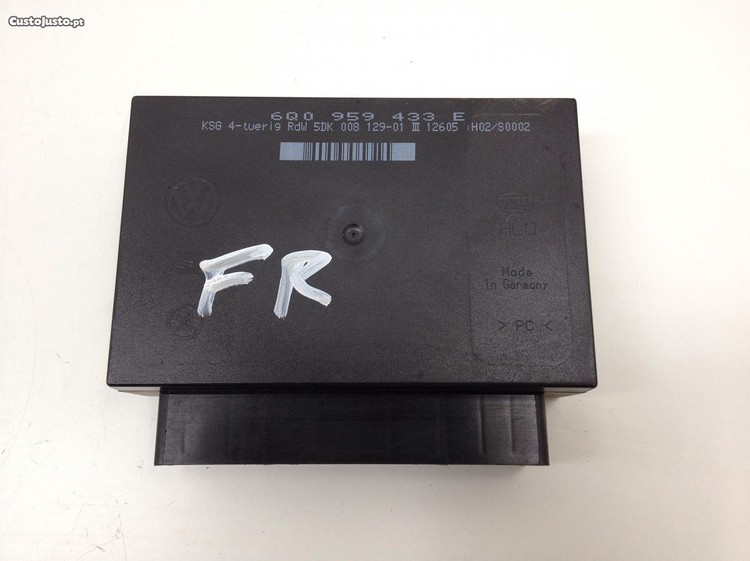 CustoJusto.pt
6Q0 959 433 E
KSG 4-tuerig RdW 5DK 008 129-01 III 12605 :H02/S0002
VW
FR
Made
in Germany
> PC <